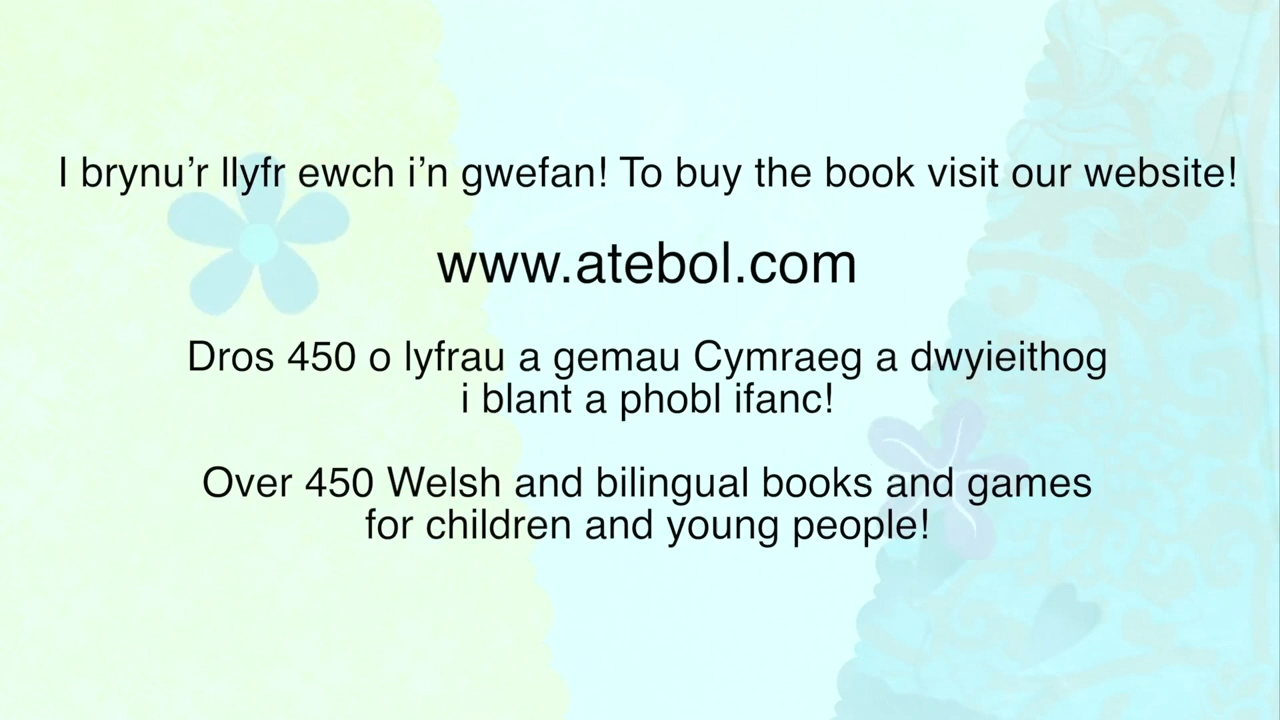 I brynu’r llyfr ewch i’n gwefan! To buy the book visit our website!
www.atebol.com
Dros 450 o lyfrau a gemau Cymraeg a dwyieithog
i blant a phobl ifanc!
Over 450 Welsh and bilingual books and games
for children and young people!